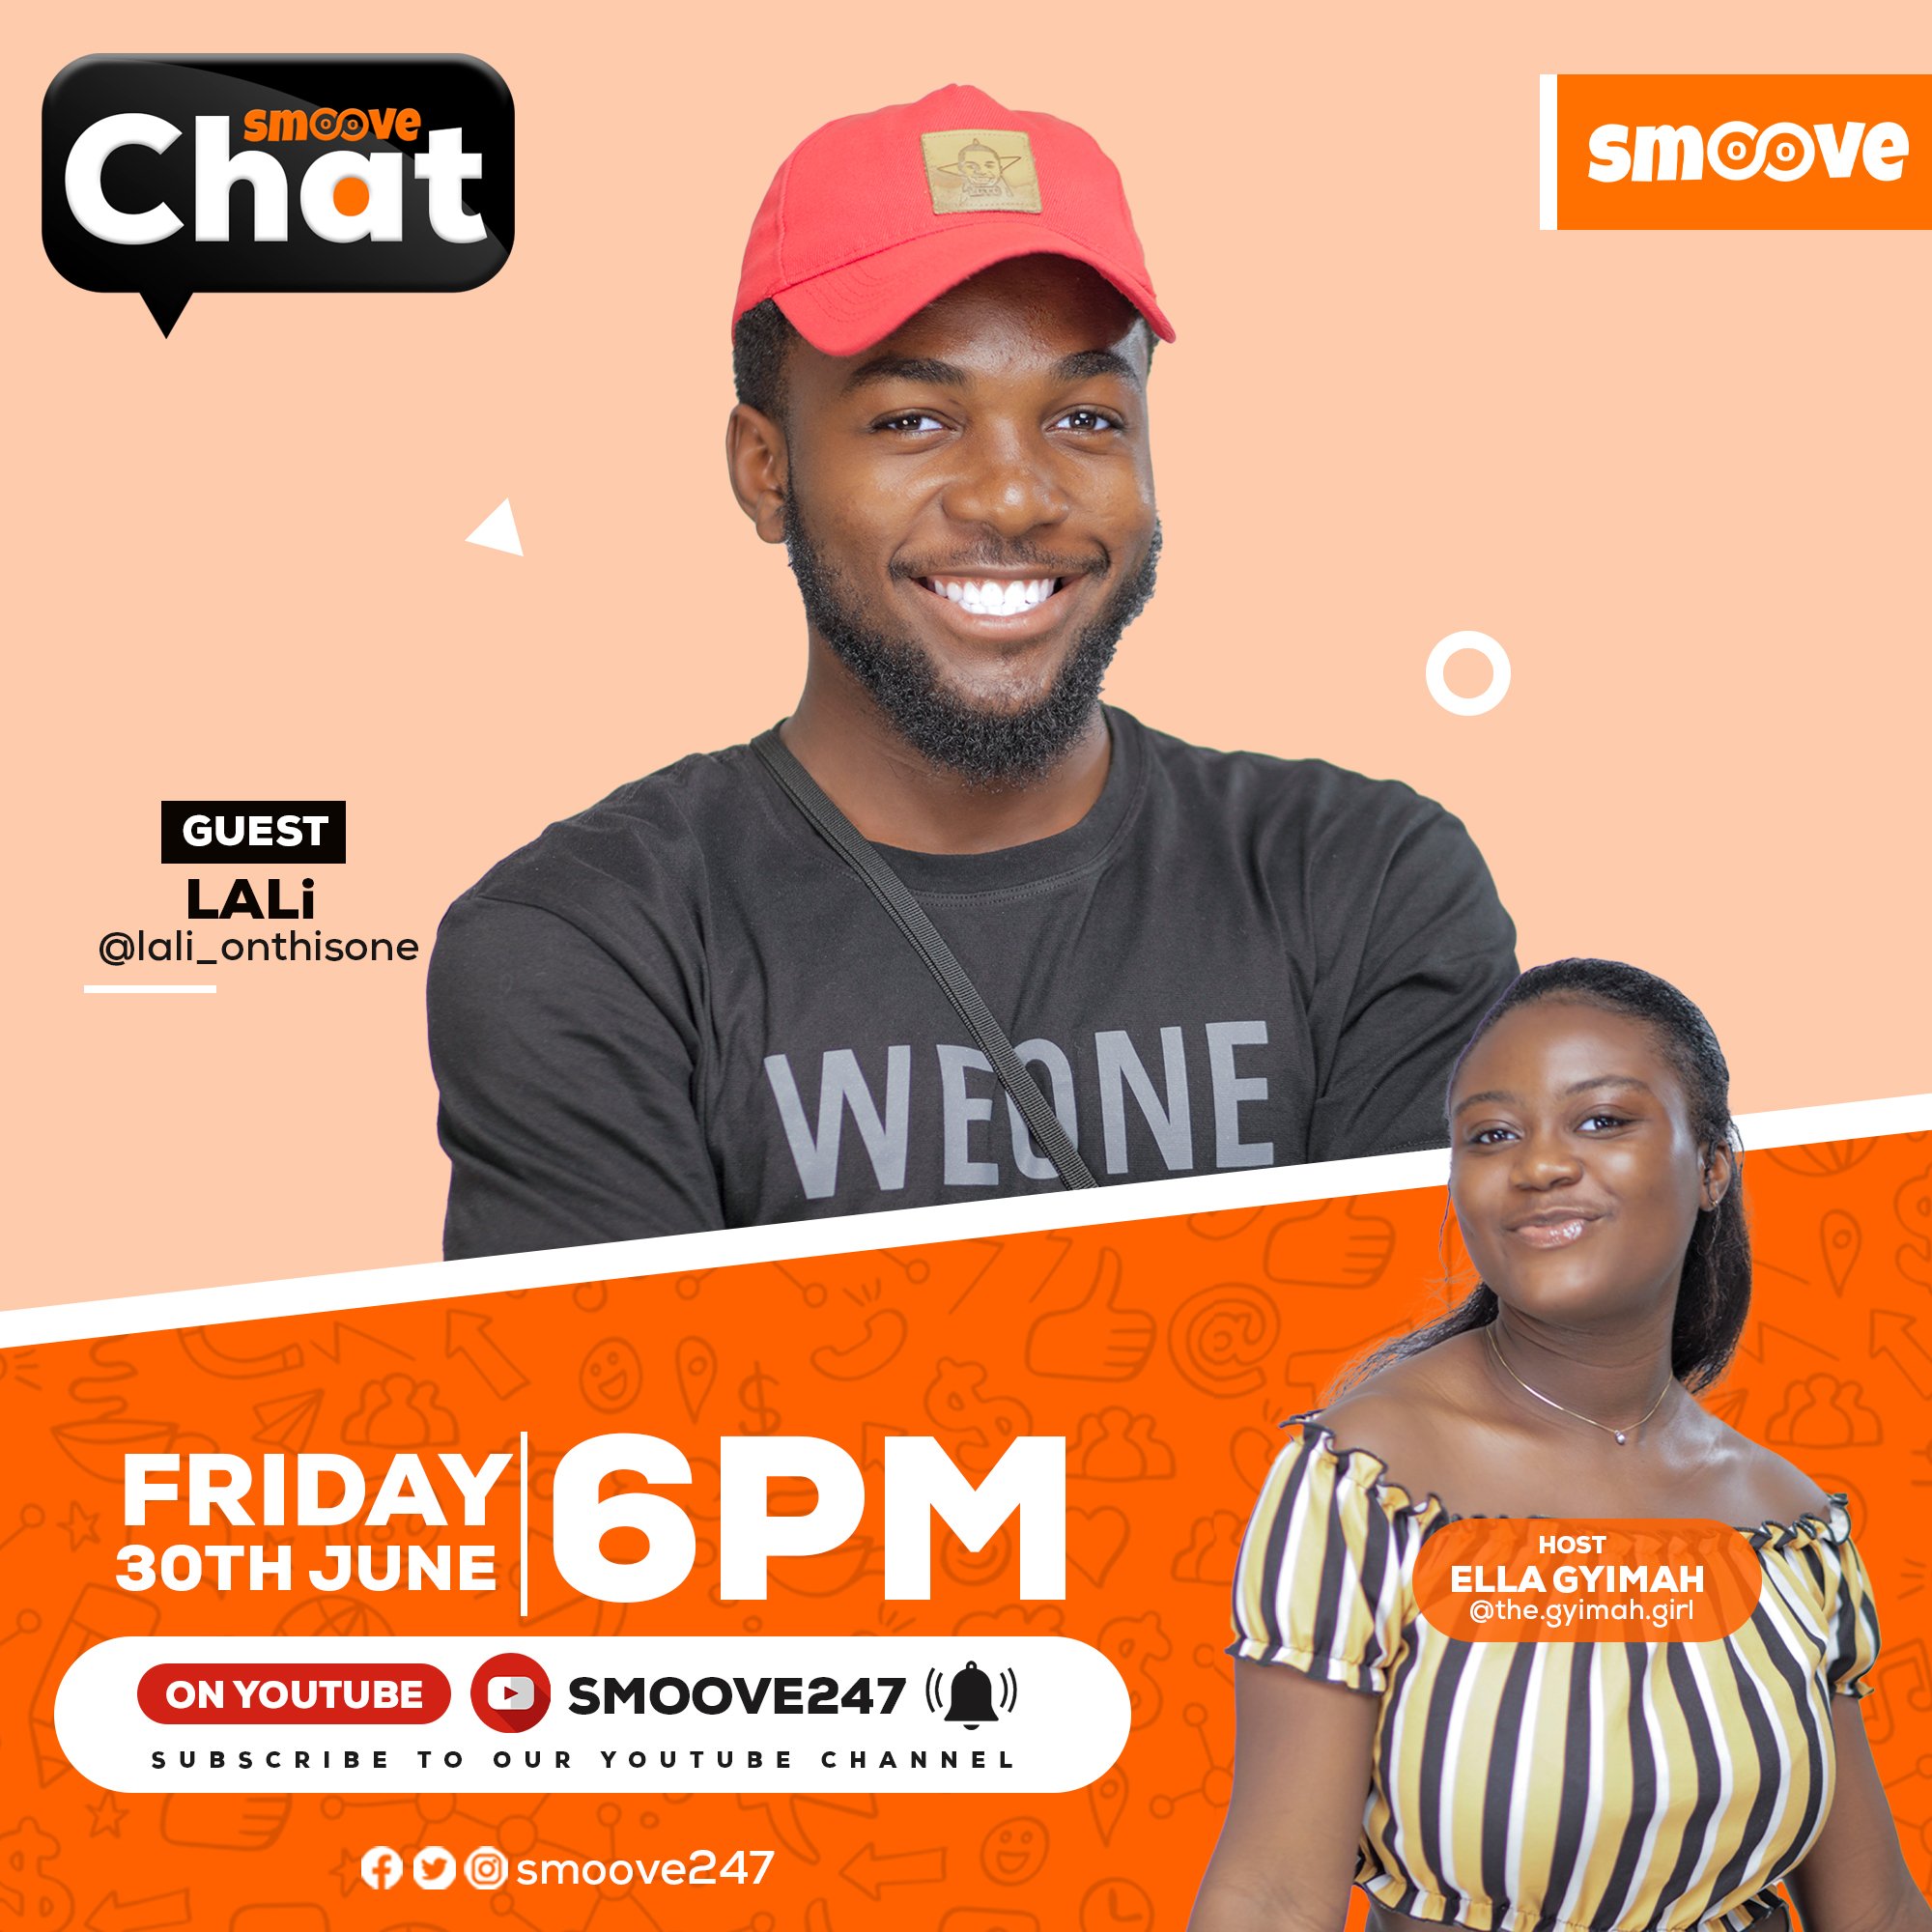 smoove
Chat
smoove
GUEST
LALi
@lali_onthisone
WEONE
FRIDAY
30TH JUNE
6PM
HOST
ELLA GYIMAH
@the.gyimah.girl
ON YOUTUBE SMOOVE247
SUBSCRIBE TO OUR YOUTUBE CHANNEL
smoove247